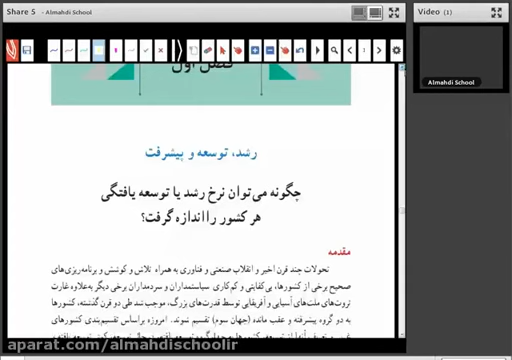 Share 5 - Almahdi School
Video (1)
فصل اول
Almahdi School
رشد، توسعه و پیشرفت
چگونه می‌توان نرخ رشد یا توسعه یافتگی
هر کشور را اندازه گرفت؟
مقدمه
تحولات چند قرن اخیر و انقلاب صنعتی و فناوری به همراه تلاش و کوشش و برنامه‌ریزی‌های
صحیح برخی از کشورها، بی‌کفایتی و کم‌کاری سیاستمداران و سردمداران برخی دیگر به‌علاوه غارت
ثروت‌های ملت‌های آسیایی و آفریقایی توسط قدرت‌های بزرگ، موجب شد طی دو قرن گذشته، کشورها
به دو گروه پیشرفته و عقب مانده (جهان سوم) تقسیم شوند. امروزه براساس تقسیم‌بندی کشورهای
aparat.com/almahdischoolir